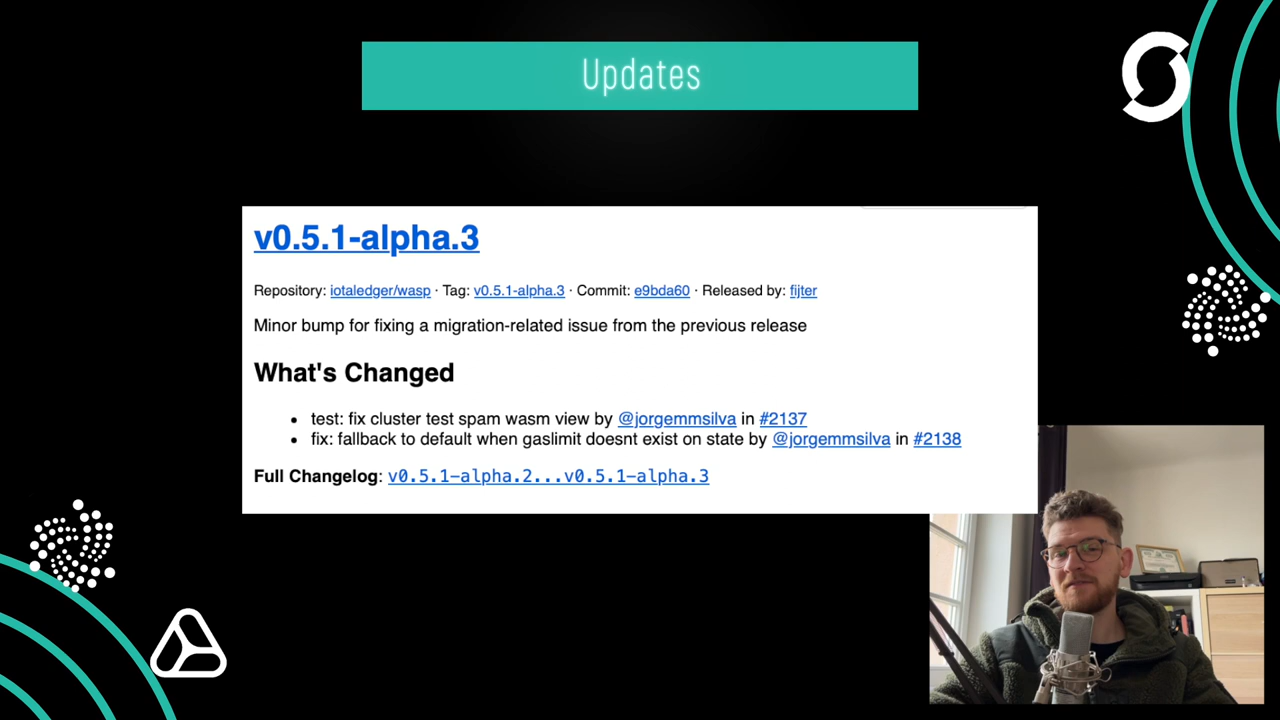 Updates
v0.5.1-alpha.3
Repository: iotaledger/wasp · Tag: v0.5.1-alpha.3 · Commit: e9bda60 · Released by: fijter
Minor bump for fixing a migration-related issue from the previous release
What's Changed
• test: fix cluster test spam wasm view by @jorgemmsilva in #2137
• fix: fallback to default when gaslimit doesnt exist on state by @jorgemmsilva in #2138
Full Changelog: v0.5.1-alpha.2...v0.5.1-alpha.3